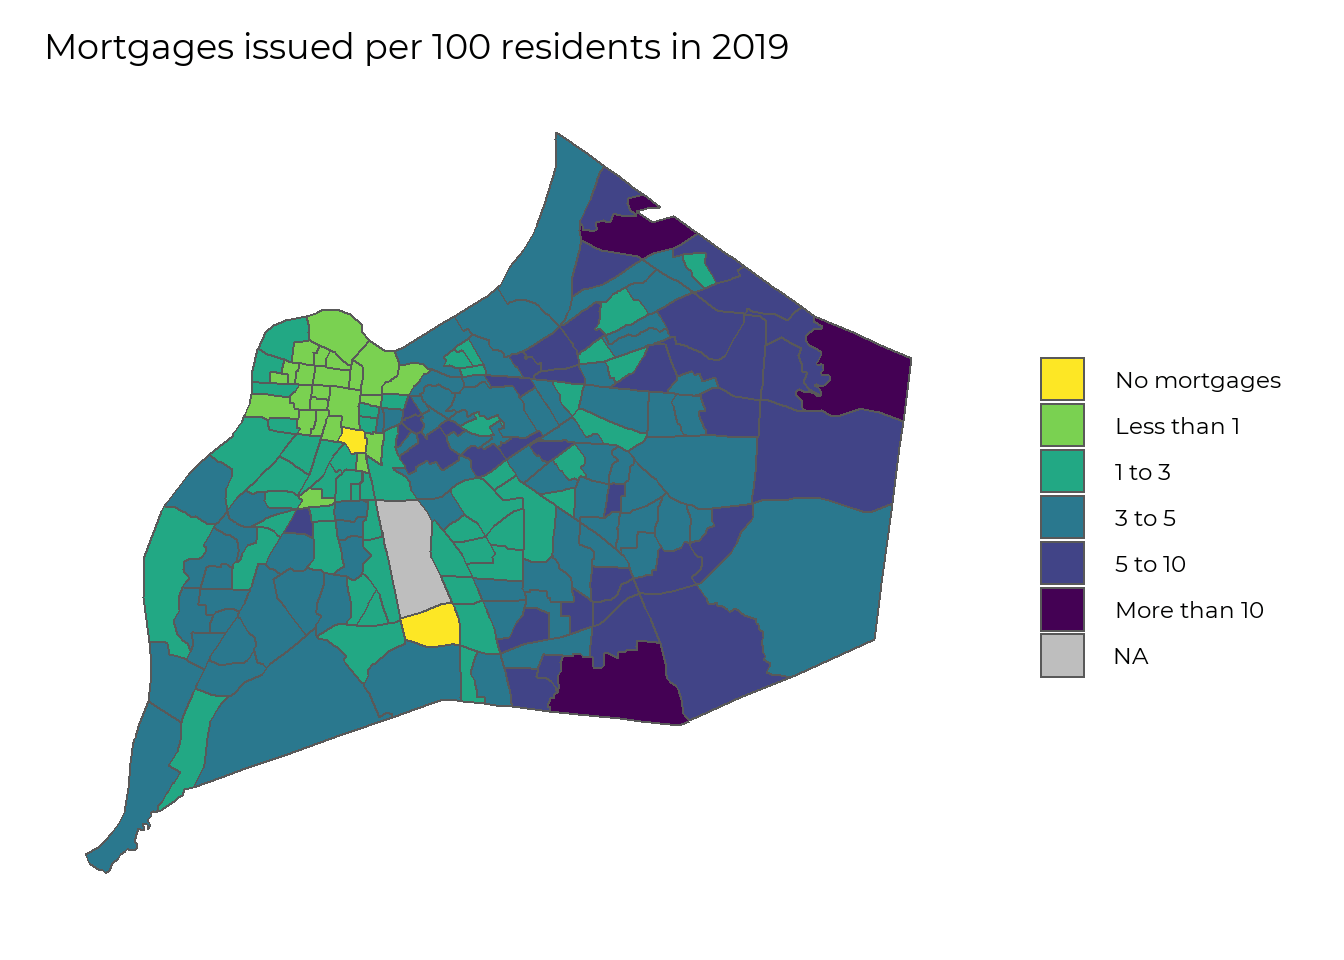 Mortgages issued per 100 residents in 2019
No mortgages
Less than 1
1 to 3
3 to 5
5 to 10
More than 10
NA